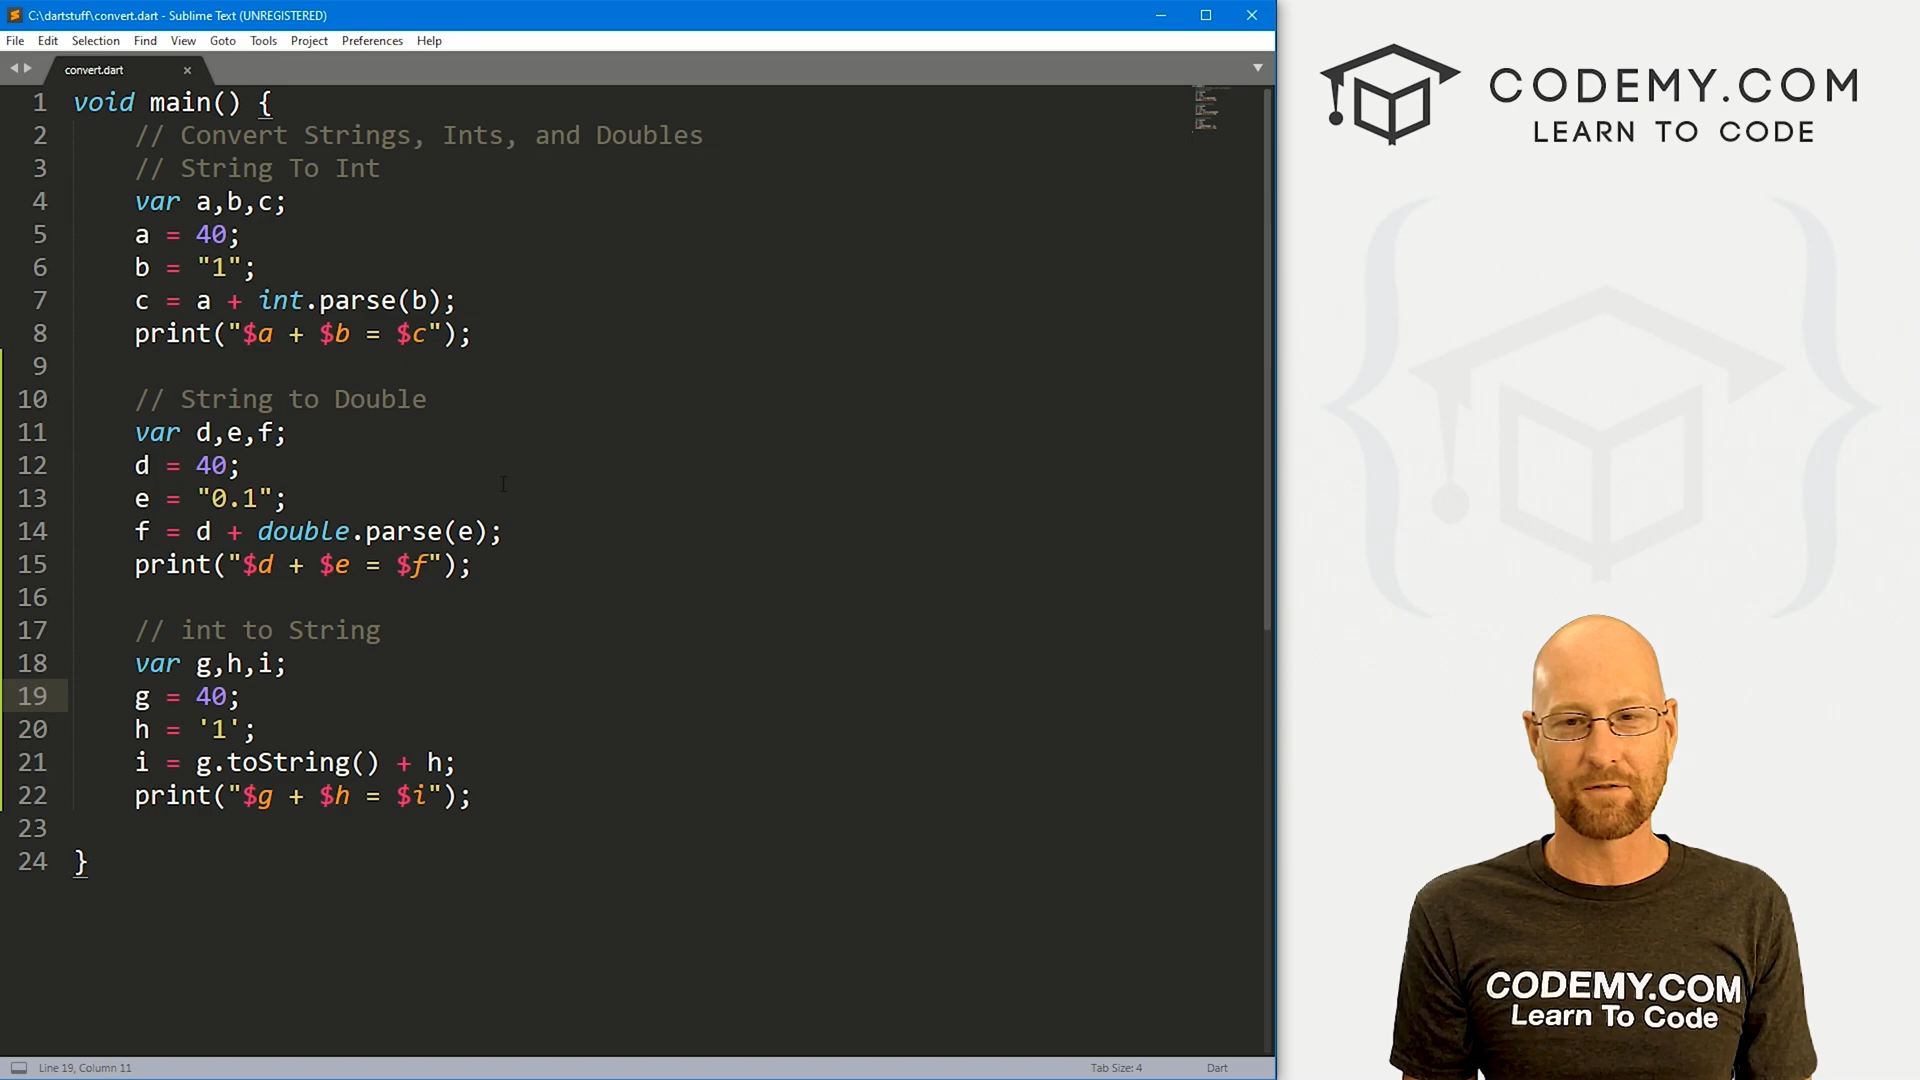 C:\dartstuff\convert.dart - Sublime Text (UNREGISTERED)
File Edit Selection Find View Goto Tools Project Preferences Help
convert.dart
1 void main() {
2 // Convert Strings, Ints, and Doubles
3 // String To Int
4 var a,b,c;
5 a = 40;
6 b = "1";
7 c = a + int.parse(b);
8 print("$a + $b = $c");
9
10 // String to Double
11 var d,e,f;
12 d = 40;
13 e = "0.1";
14 f = d + double.parse(e);
15 print("$d + $e = $f");
16
17 // int to String
18 var g,h,i;
19 g = 40;
20 h = '1';
21 i = g.toString() + h;
22 print("$g + $h = $i");
23
24 }
Line 19, Column 11
Tab Size: 4
Dart
CODEMY.COM
LEARN TO CODE
CODEMY.COM
Learn To Code